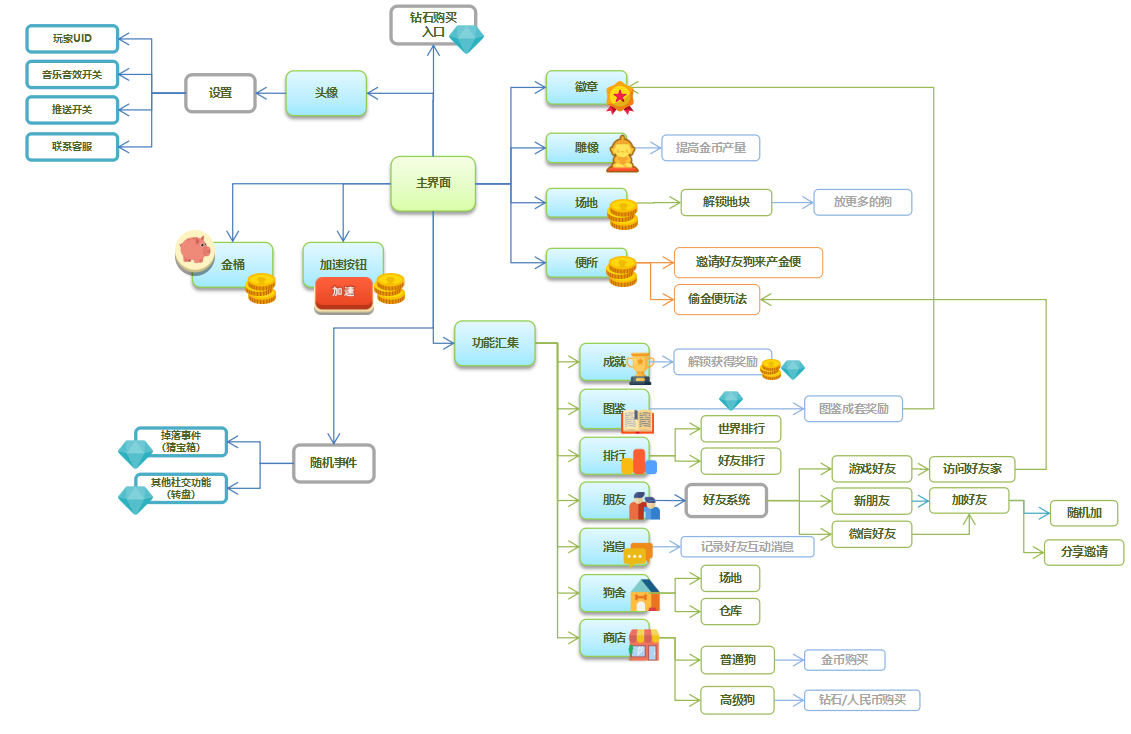 钻石购买
入口
玩家UID
音乐音效开关
推送开关
联系客服
设置
头像
主界面
徽章
雕像
提高金币产量
场地
解锁地块
放更多的狗
便所
邀请好友狗来产金便
偷金便玩法
金桶
加速按钮
加速
功能汇集
成就
解锁获得奖励
图鉴
图鉴成套奖励
排行
世界排行
好友排行
朋友
好友系统
游戏好友
访问好友家
新朋友
加好友
微信好友
随机加
分享邀请
消息
记录好友互动消息
狗舍
场地
仓库
商店
普通狗
金币购买
高级狗
钻石/人民币购买
随机事件
掉落事件
(猜宝箱)
其他社交功能
(转盘)